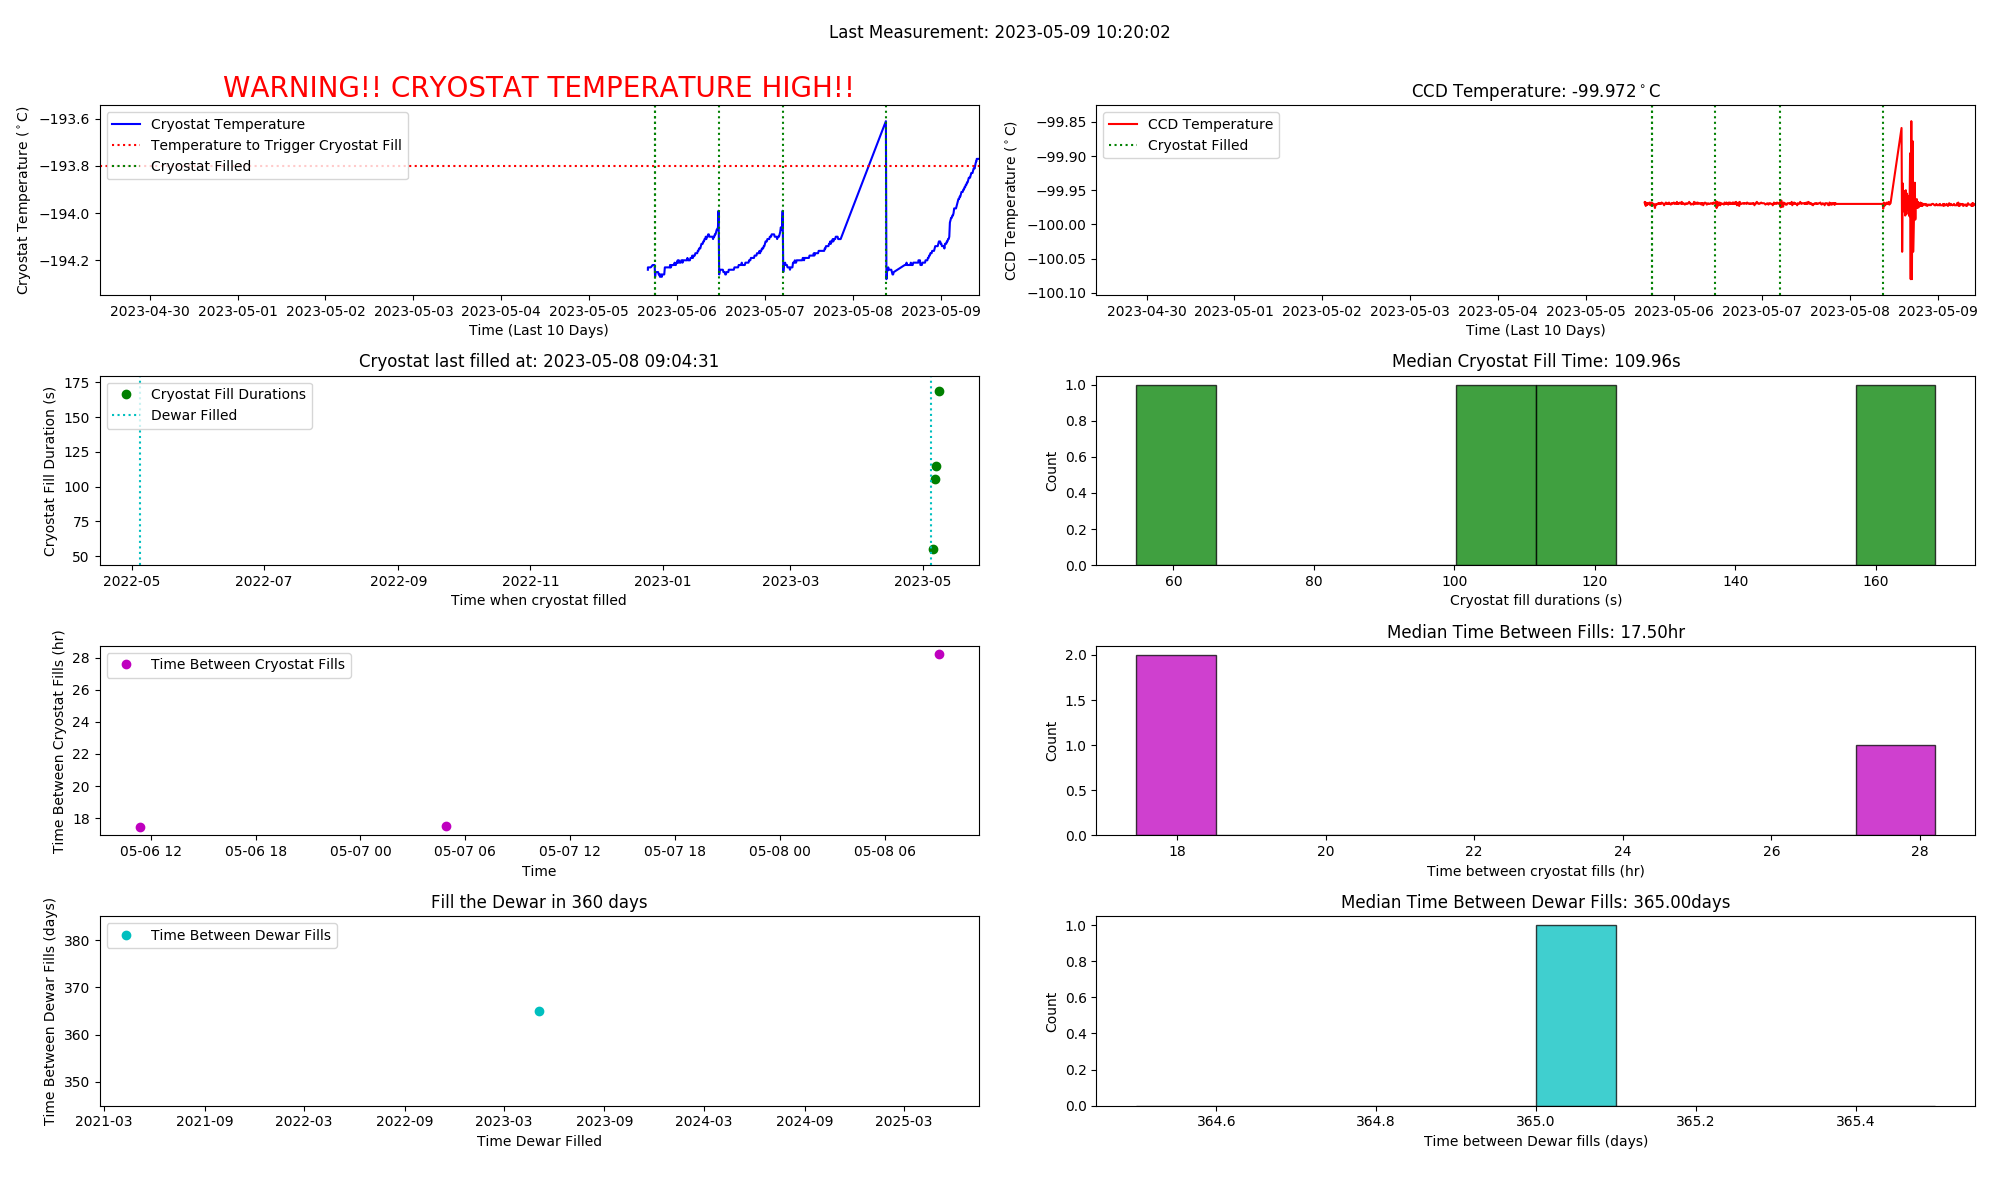 Last Measurement: 2023-05-09 10:20:02
WARNING!! CRYOSTAT TEMPERATURE HIGH!!
Cryostat Temperature (°C)
−193.6
−193.8
−194.0
−194.2
Cryostat Temperature
Temperature to Trigger Cryostat Fill
Cryostat Filled
2023-04-30 2023-05-01 2023-05-02 2023-05-03 2023-05-04 2023-05-05 2023-05-06 2023-05-07 2023-05-08 2023-05-09
Time (Last 10 Days)
CCD Temperature: -99.972°C
CCD Temperature (°C)
−99.85
−99.90
−99.95
−100.00
−100.05
−100.10
CCD Temperature
Cryostat Filled
2023-04-30 2023-05-01 2023-05-02 2023-05-03 2023-05-04 2023-05-05 2023-05-06 2023-05-07 2023-05-08 2023-05-09
Time (Last 10 Days)
Cryostat last filled at: 2023-05-08 09:04:31
Cryostat Fill Duration (s)
175
150
125
100
75
50
Cryostat Fill Durations
Dewar Filled
2022-05 2022-07 2022-09 2022-11 2023-01 2023-03 2023-05
Time when cryostat filled
Median Cryostat Fill Time: 109.96s
Count
1.0
0.8
0.6
0.4
0.2
0.0
60 80 100 120 140 160
Cryostat fill durations (s)
Time Between Cryostat Fills (hr)
28
26
24
22
20
18
Time Between Cryostat Fills
05-06 12 05-06 18 05-07 00 05-07 06 05-07 12 05-07 18 05-08 00 05-08 06
Time
Median Time Between Fills: 17.50hr
Count
2.0
1.5
1.0
0.5
0.0
18 20 22 24 26 28
Time between cryostat fills (hr)
Fill the Dewar in 360 days
Time Between Dewar Fills (days)
380
370
360
350
Time Between Dewar Fills
2021-03 2021-09 2022-03 2022-09 2023-03 2023-09 2024-03 2024-09 2025-03
Time Dewar Filled
Median Time Between Dewar Fills: 365.00days
Count
1.0
0.8
0.6
0.4
0.2
0.0
364.6 364.8 365.0 365.2 365.4
Time between Dewar fills (days)